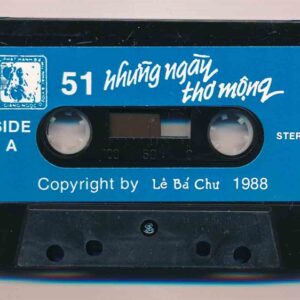 51 những ngày
thơ mộng
SIDE
A
STER
Copyright by Lê Bá Chư 1988